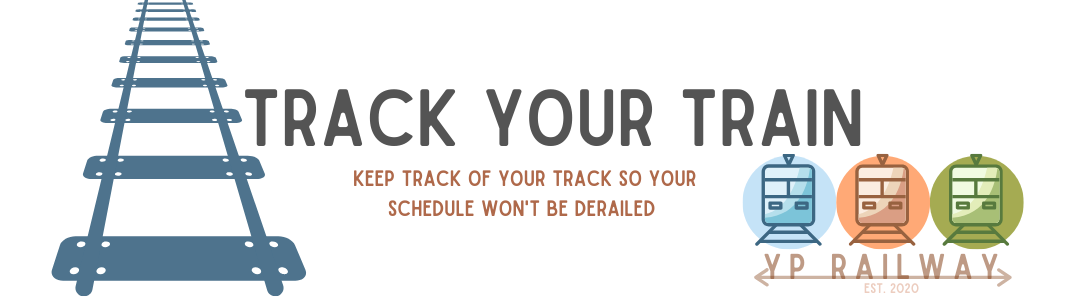 TRACK YOUR TRAIN
KEEP TRACK OF YOUR TRACK SO YOUR
SCHEDULE WON'T BE DERAILED
YP RAILWAY
EST. 2020